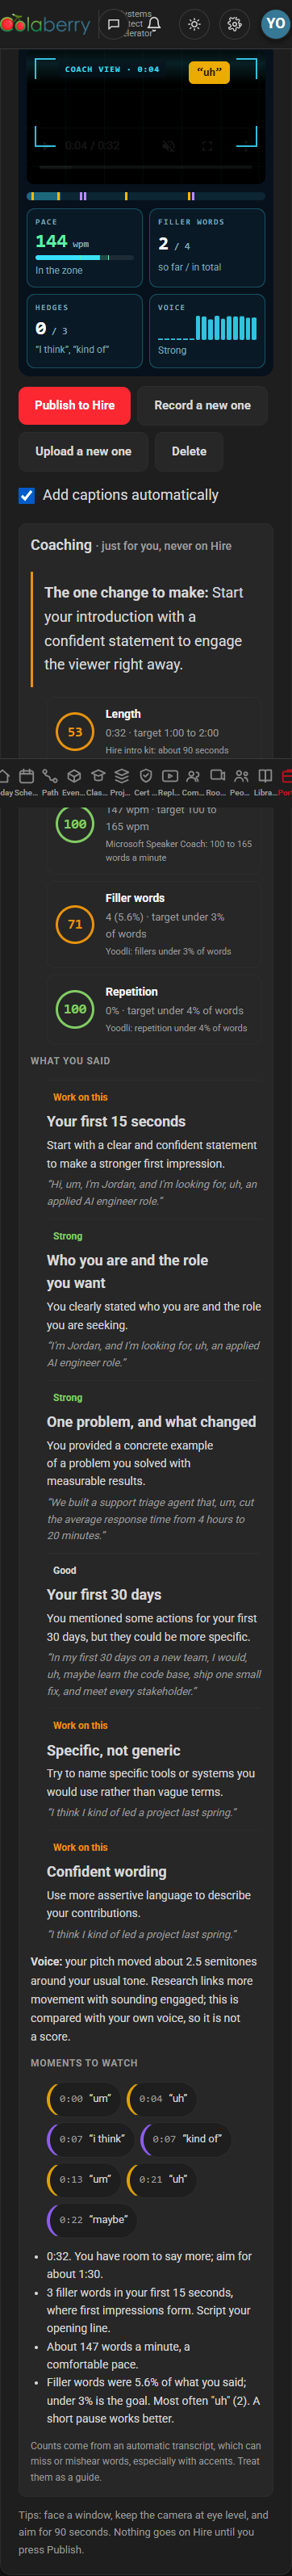 colaberry
ystems
tect
elerator
YO
COACH VIEW · 0:04
“uh”
0:04 / 0:32
PACE
144 wpm
In the zone
FILLER WORDS
2 / 4
so far / in total
HEDGES
0 / 3
“I think”, “kind of”
VOICE
Strong
Publish to Hire
Record a new one
Upload a new one
Delete
Add captions automatically
Coaching - just for you, never on Hire
The one change to make: Start
your introduction with a
confident statement to engage
the viewer right away.
53
Length
0:32 · target 1:00 to 2:00
Hire intro kit: about 90 seconds
day Sche... Path Even... Clas... Proj... Cert ... Repl... Com... Roo... Peo... Libra... Port
100
147 wpm · target 100 to
165 wpm
Microsoft Speaker Coach: 100 to 165
words a minute
71
Filler words
4 (5.6%) · target under 3%
of words
Yoodli: fillers under 3% of words
100
Repetition
0% · target under 4% of words
Yoodli: repetition under 4% of words
WHAT YOU SAID
Work on this
Your first 15 seconds
Start with a clear and confident statement
to make a stronger first impression.
“Hi, um, I'm Jordan, and I'm looking for, uh, an
applied AI engineer role.”
Strong
Who you are and the role
you want
You clearly stated who you are and the role
you are seeking.
“I'm Jordan, and I'm looking for, uh, an applied
AI engineer role.”
Strong
One problem, and what changed
You provided a concrete example
of a problem you solved with
measurable results.
“We built a support triage agent that, um, cut
the average response time from 4 hours to
20 minutes.”
Good
Your first 30 days
You mentioned some actions for your first
30 days, but they could be more specific.
“In my first 30 days on a new team, I would,
uh, maybe learn the code base, ship one small
fix, and meet every stakeholder.”
Work on this
Specific, not generic
Try to name specific tools or systems you
would use rather than vague terms.
“I think I kind of led a project last spring.”
Work on this
Confident wording
Use more assertive language to describe
your contributions.
“I think I kind of led a project last spring.”
Voice: your pitch moved about 2.5 semitones
around your usual tone. Research links more
movement with sounding engaged; this is
compared with your own voice, so it is not
a score.
MOMENTS TO WATCH
0:00 “um”
0:04 “uh”
0:07 “i think”
0:07 “kind of”
0:13 “um”
0:21 “uh”
0:22 “maybe”
• 0:32. You have room to say more; aim for
about 1:30.
• 3 filler words in your first 15 seconds,
where first impressions form. Script your
opening line.
• About 147 words a minute, a
comfortable pace.
• Filler words were 5.6% of what you said;
under 3% is the goal. Most often "uh" (2). A
short pause works better.
Counts come from an automatic transcript, which can
miss or mishear words, especially with accents. Treat
them as a guide.
Tips: face a window, keep the camera at eye level, and
aim for 90 seconds. Nothing goes on Hire until you
press Publish.